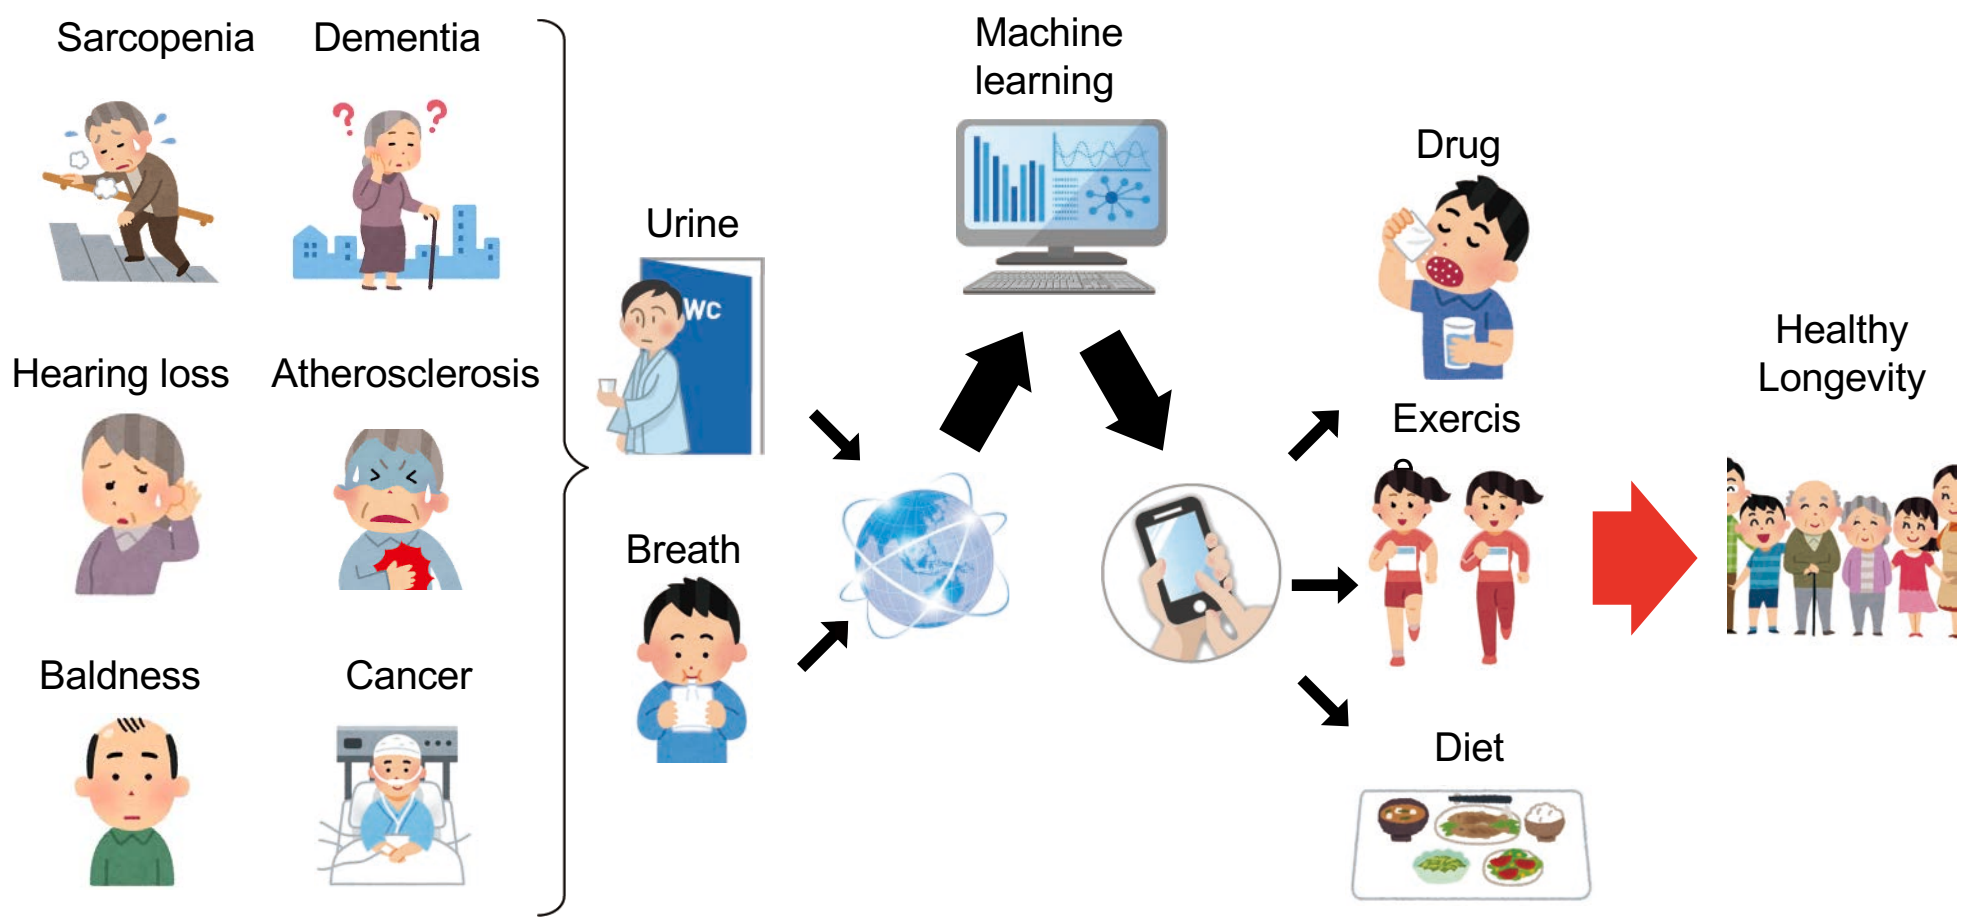 Sarcopenia
Dementia
Hearing loss
Atherosclerosis
Baldness
Cancer
Urine
WC
Breath
Machine
learning
Drug
Exercis
Diet
Healthy
Longevity